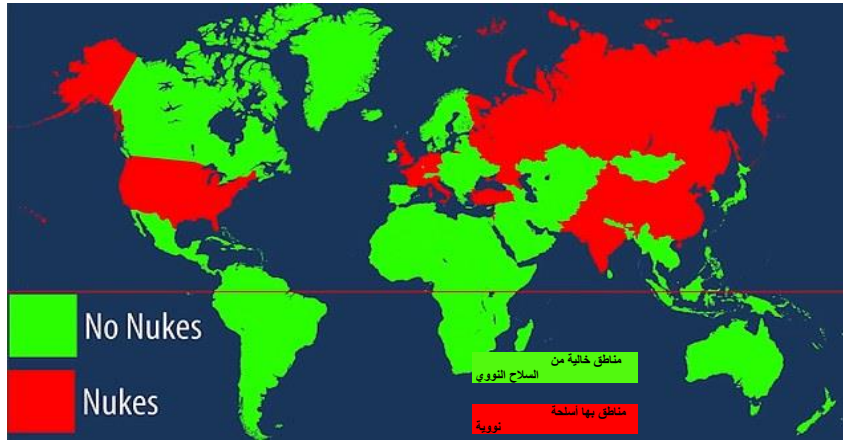 No Nukes
Nukes
مناطق خالية من
السلاح النووي
مناطق بها أسلحة
نووية